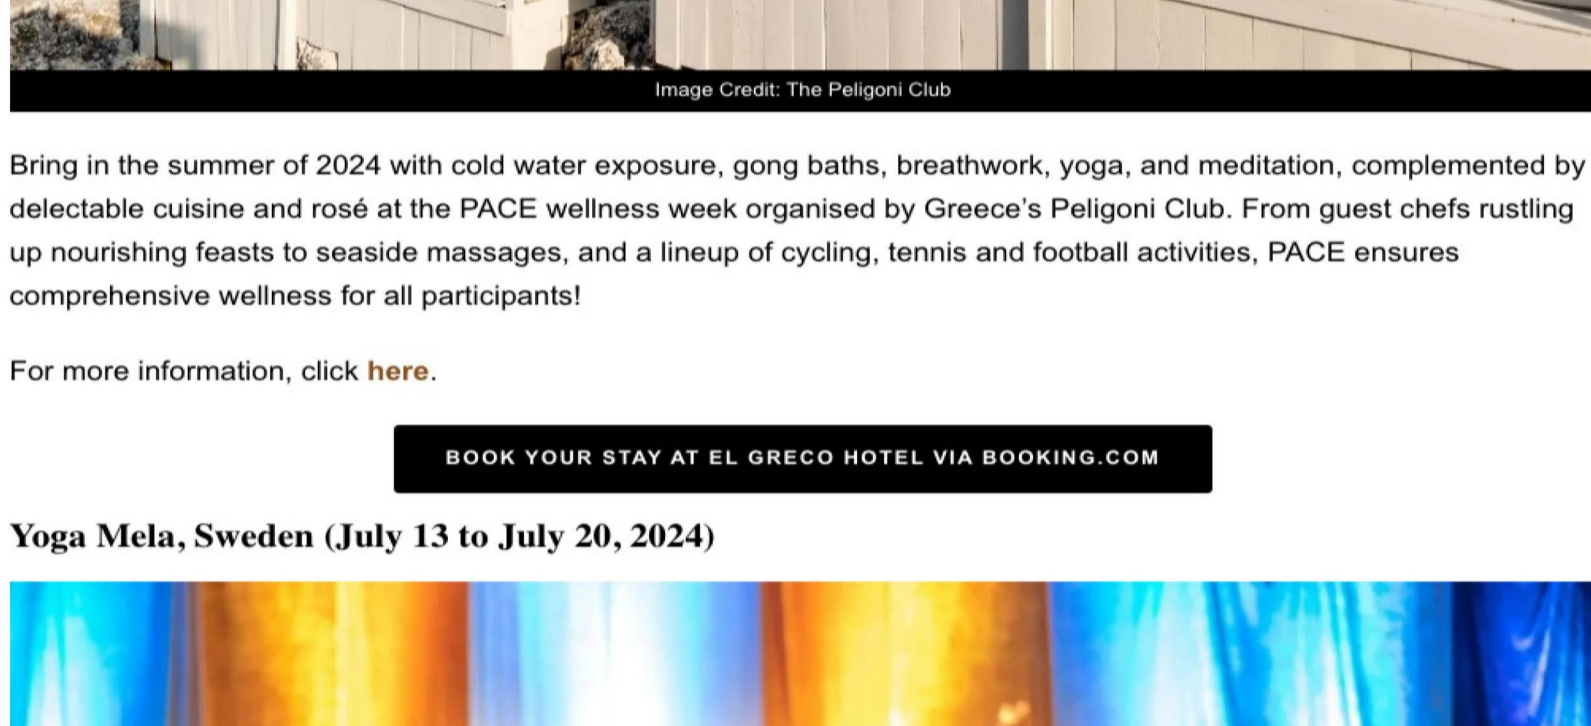 Image Credit: The Peligoni Club
Bring in the summer of 2024 with cold water exposure, gong baths, breathwork, yoga, and meditation, complemented by
delectable cuisine and rosé at the PACE wellness week organised by Greece’s Peligoni Club. From guest chefs rustling
up nourishing feasts to seaside massages, and a lineup of cycling, tennis and football activities, PACE ensures
comprehensive wellness for all participants!
For more information, click here.
BOOK YOUR STAY AT EL GRECO HOTEL VIA BOOKING.COM
Yoga Mela, Sweden (July 13 to July 20, 2024)